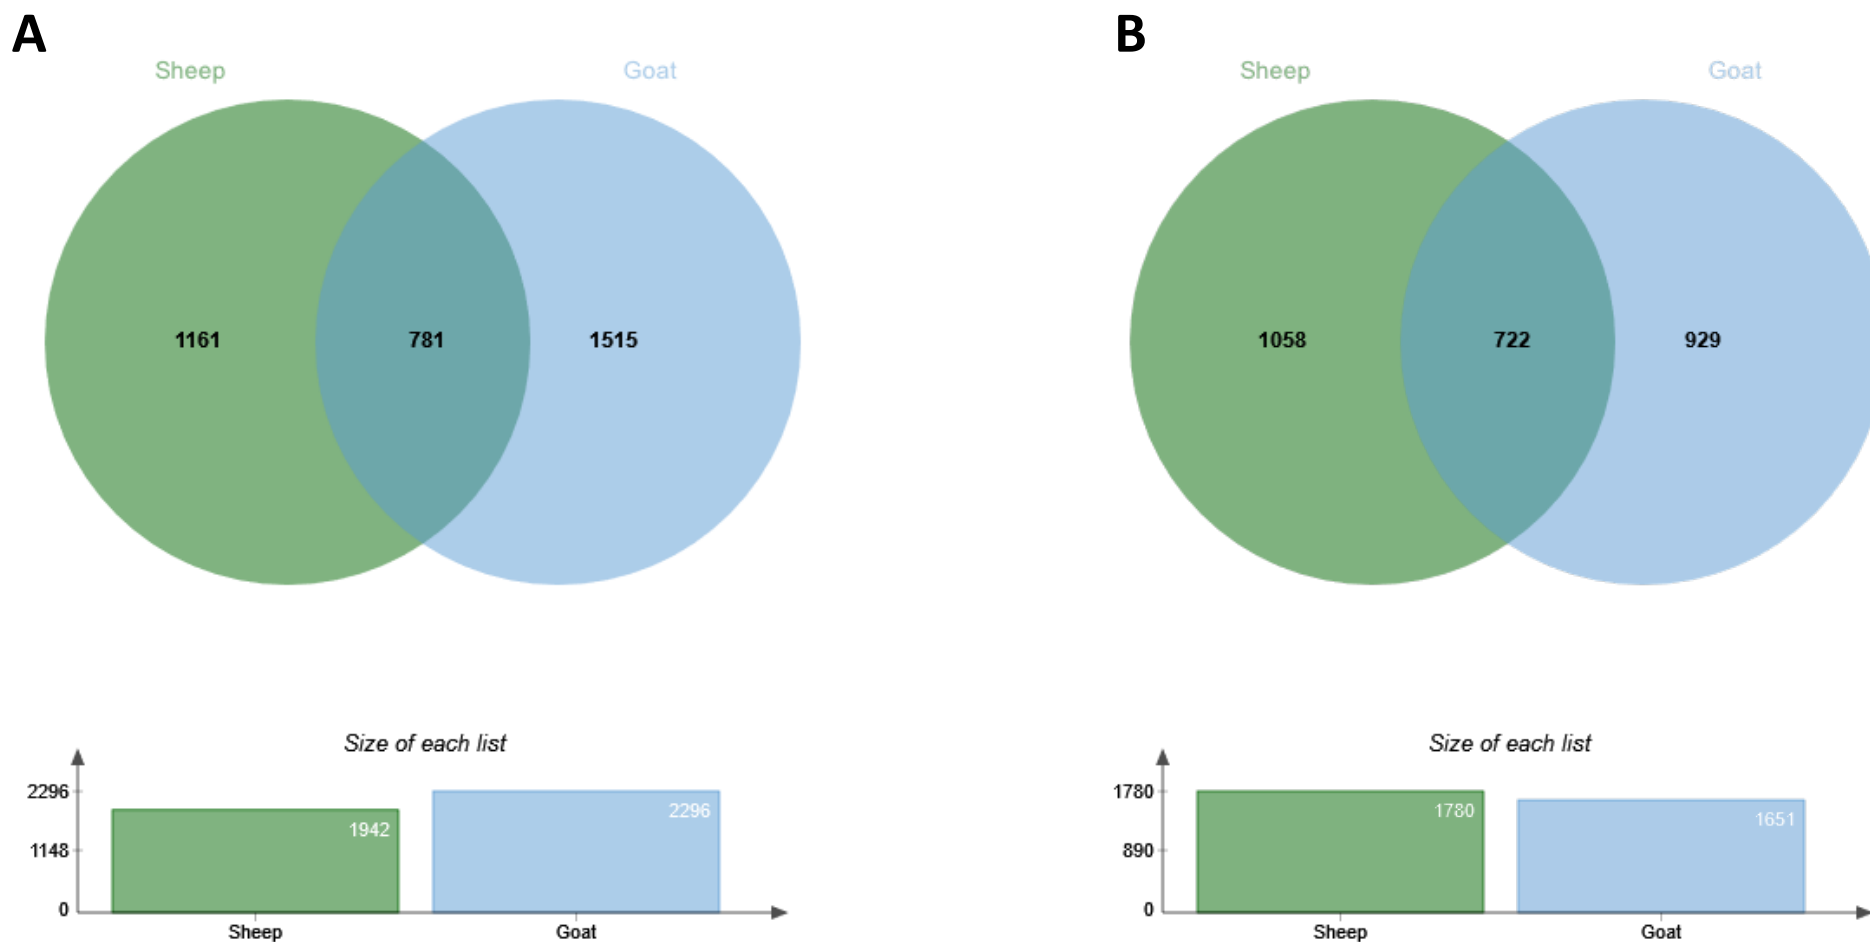 A
Sheep
Goat
1161
781
1515
Size of each list
2296
1148
0
1942
2296
Sheep
Goat
B
Sheep
Goat
1058
722
929
Size of each list
1780
890
0
1780
1651
Sheep
Goat